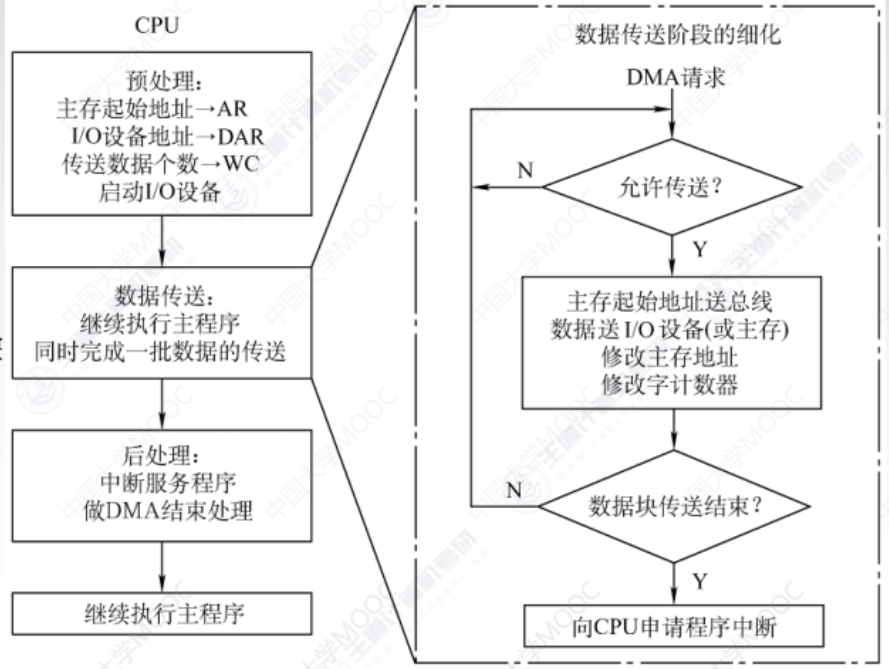 CPU
预处理：
主存起始地址→AR
I/O设备地址→DAR
传送数据个数→WC
启动I/O设备
数据传送：
继续执行主程序
同时完成一批数据的传送
后处理：
中断服务程序
做DMA结束处理
继续执行主程序
数据传送阶段的细化
DMA请求
N
允许传送？
Y
主存起始地址送总线
数据送 I/O 设备(或主存)
修改主存地址
修改字计数器
N
数据块传送结束？
Y
向CPU申请程序中断
中国大学MOOC